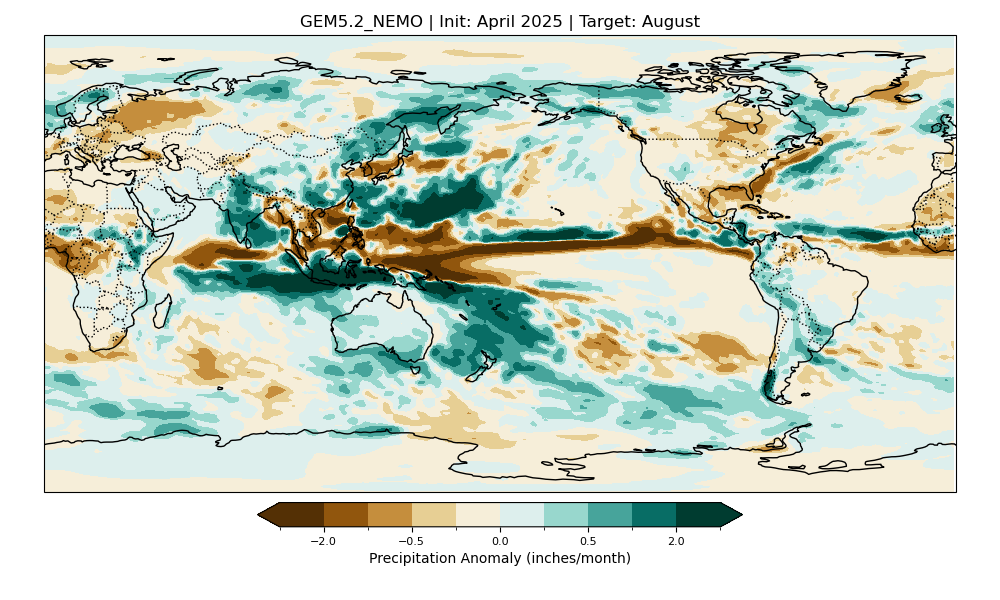 GEM5.2_NEMO | Init: April 2025 | Target: August
−2.0 −0.5 0.0 0.5 2.0
Precipitation Anomaly (inches/month)